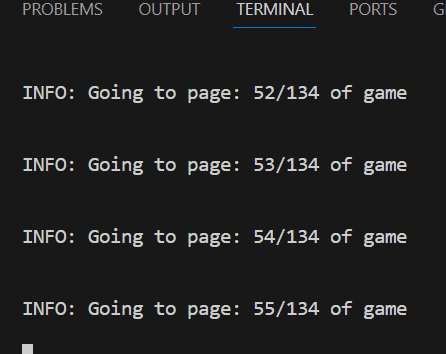 PROBLEMS OUTPUT TERMINAL PORTS
INFO: Going to page: 52/134 of game
INFO: Going to page: 53/134 of game
INFO: Going to page: 54/134 of game
INFO: Going to page: 55/134 of game